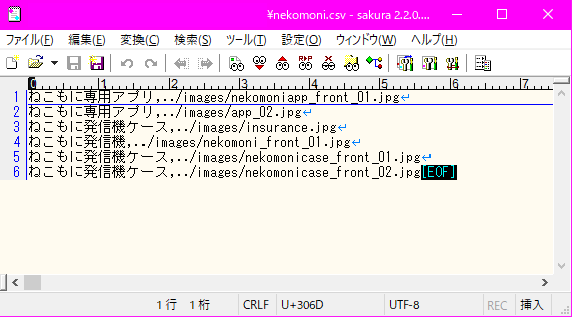 ¥nekomoni.csv - sakura 2.2.0....
ファイル(F) 編集(E) 変換(C) 検索(S) ツール(T) 設定(O) ウィンドウ(W) ヘルプ(H)
0 1 2 3 4 5 6 7
1 ねこもに専用アプリ,../images/nekomoniapp_front_01.jpg↵
2 ねこもに専用アプリ,../images/app_02.jpg↵
3 ねこもに発信機ケース,../images/insurance.jpg↵
4 ねこもに発信機,../images/nekomoni_front_01.jpg↵
5 ねこもに発信機ケース,../images/nekomonicase_front_01.jpg↵
6 ねこもに発信機ケース,../images/nekomonicase_front_02.jpg[EOF]
1 行 1 桁 CRLF U+306D UTF-8 REC 挿入